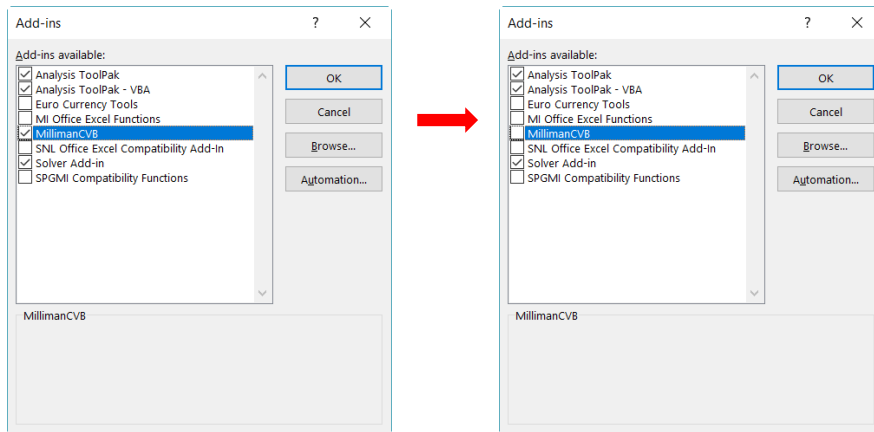 Add-ins ? ×
Add-ins available:
Analysis ToolPak
Analysis ToolPak - VBA
Euro Currency Tools
MI Office Excel Functions
MillimanCVB
SNL Office Excel Compatibility Add-In
Solver Add-in
SPGMI Compatibility Functions
OK
Cancel
Browse...
Automation...
MillimanCVB
Add-ins ? ×
Add-ins available:
Analysis ToolPak
Analysis ToolPak - VBA
Euro Currency Tools
MI Office Excel Functions
MillimanCVB
SNL Office Excel Compatibility Add-In
Solver Add-in
SPGMI Compatibility Functions
OK
Cancel
Browse...
Automation...
MillimanCVB